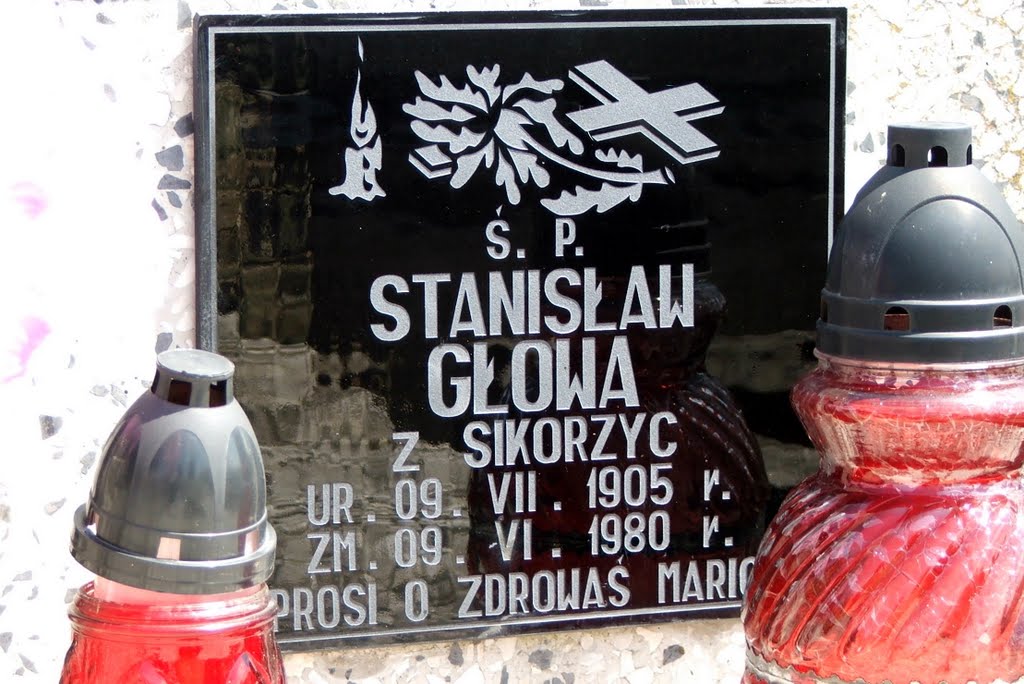 Ś. P.
STANISŁAW
GŁOWA
Z SIKORZYC
UR. 09. VII. 1905 r.
ZM. 09. VI. 1980 r.
PROSI O ZDROWAŚ MARIO